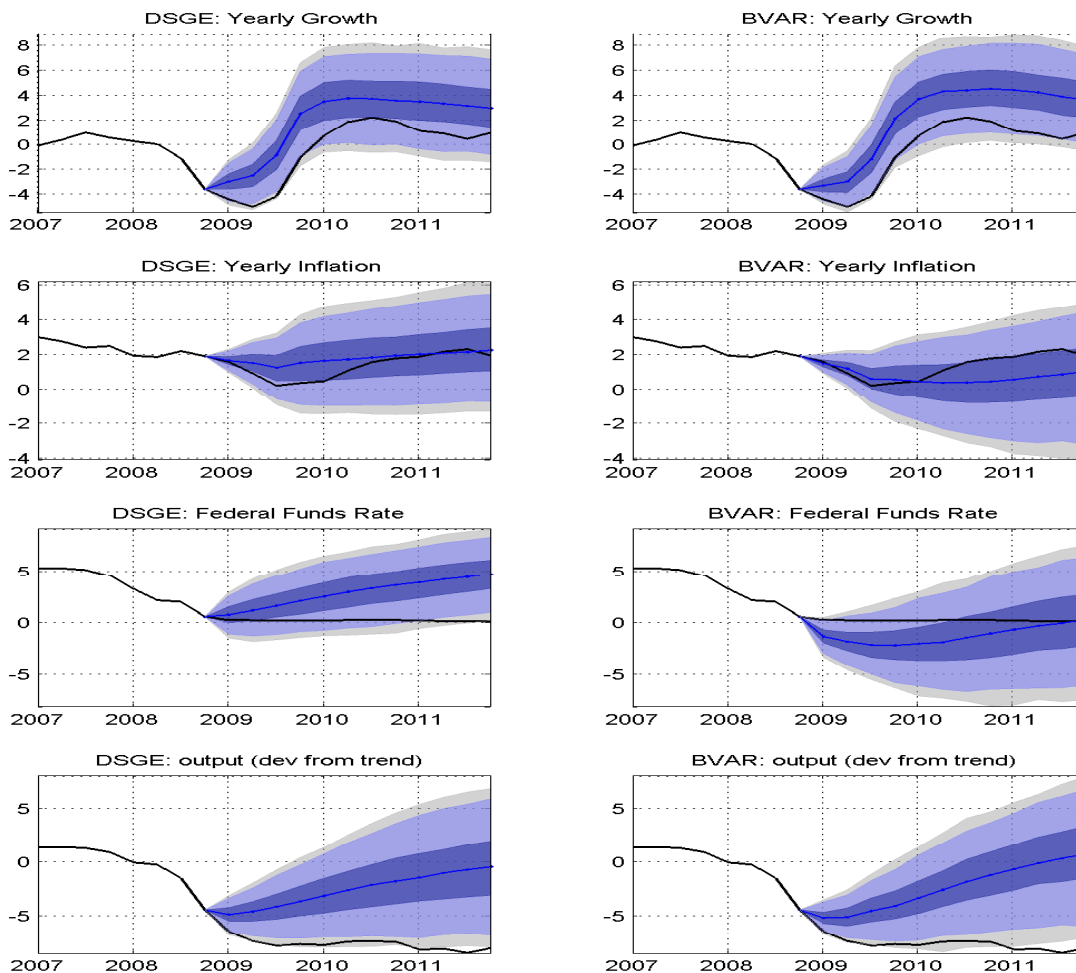 DSGE: Yearly Growth
BVAR: Yearly Growth
8
6
4
2
0
-2
-4
2007 2008 2009 2010 2011
8
6
4
2
0
-2
-4
2007 2008 2009 2010 2011
DSGE: Yearly Inflation
BVAR: Yearly Inflation
6
4
2
0
-2
-4
2007 2008 2009 2010 2011
6
4
2
0
-2
-4
2007 2008 2009 2010 2011
DSGE: Federal Funds Rate
BVAR: Federal Funds Rate
5
0
-5
2007 2008 2009 2010 2011
5
0
-5
2007 2008 2009 2010 2011
DSGE: output (dev from trend)
BVAR: output (dev from trend)
5
0
-5
2007 2008 2009 2010 2011
5
0
-5
2007 2008 2009 2010 2011